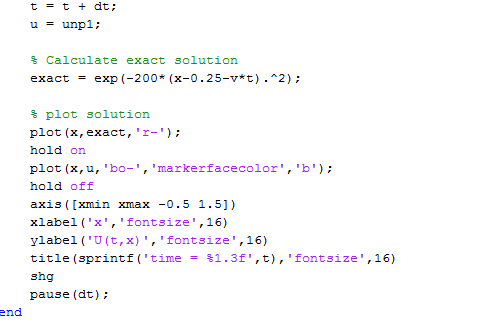 t = t + dt;
u = unp1;
% Calculate exact solution
exact = exp(-200*(x-0.25-v*t).^2);
% plot solution
plot(x,exact,'r-');
hold on
plot(x,u,'bo-','markerfacecolor','b');
hold off
axis([xmin xmax -0.5 1.5])
xlabel('x','fontsize',16)
ylabel('U(t,x)','fontsize',16)
title(sprintf('time = %1.3f',t),'fontsize',16)
shg
pause(dt);
end